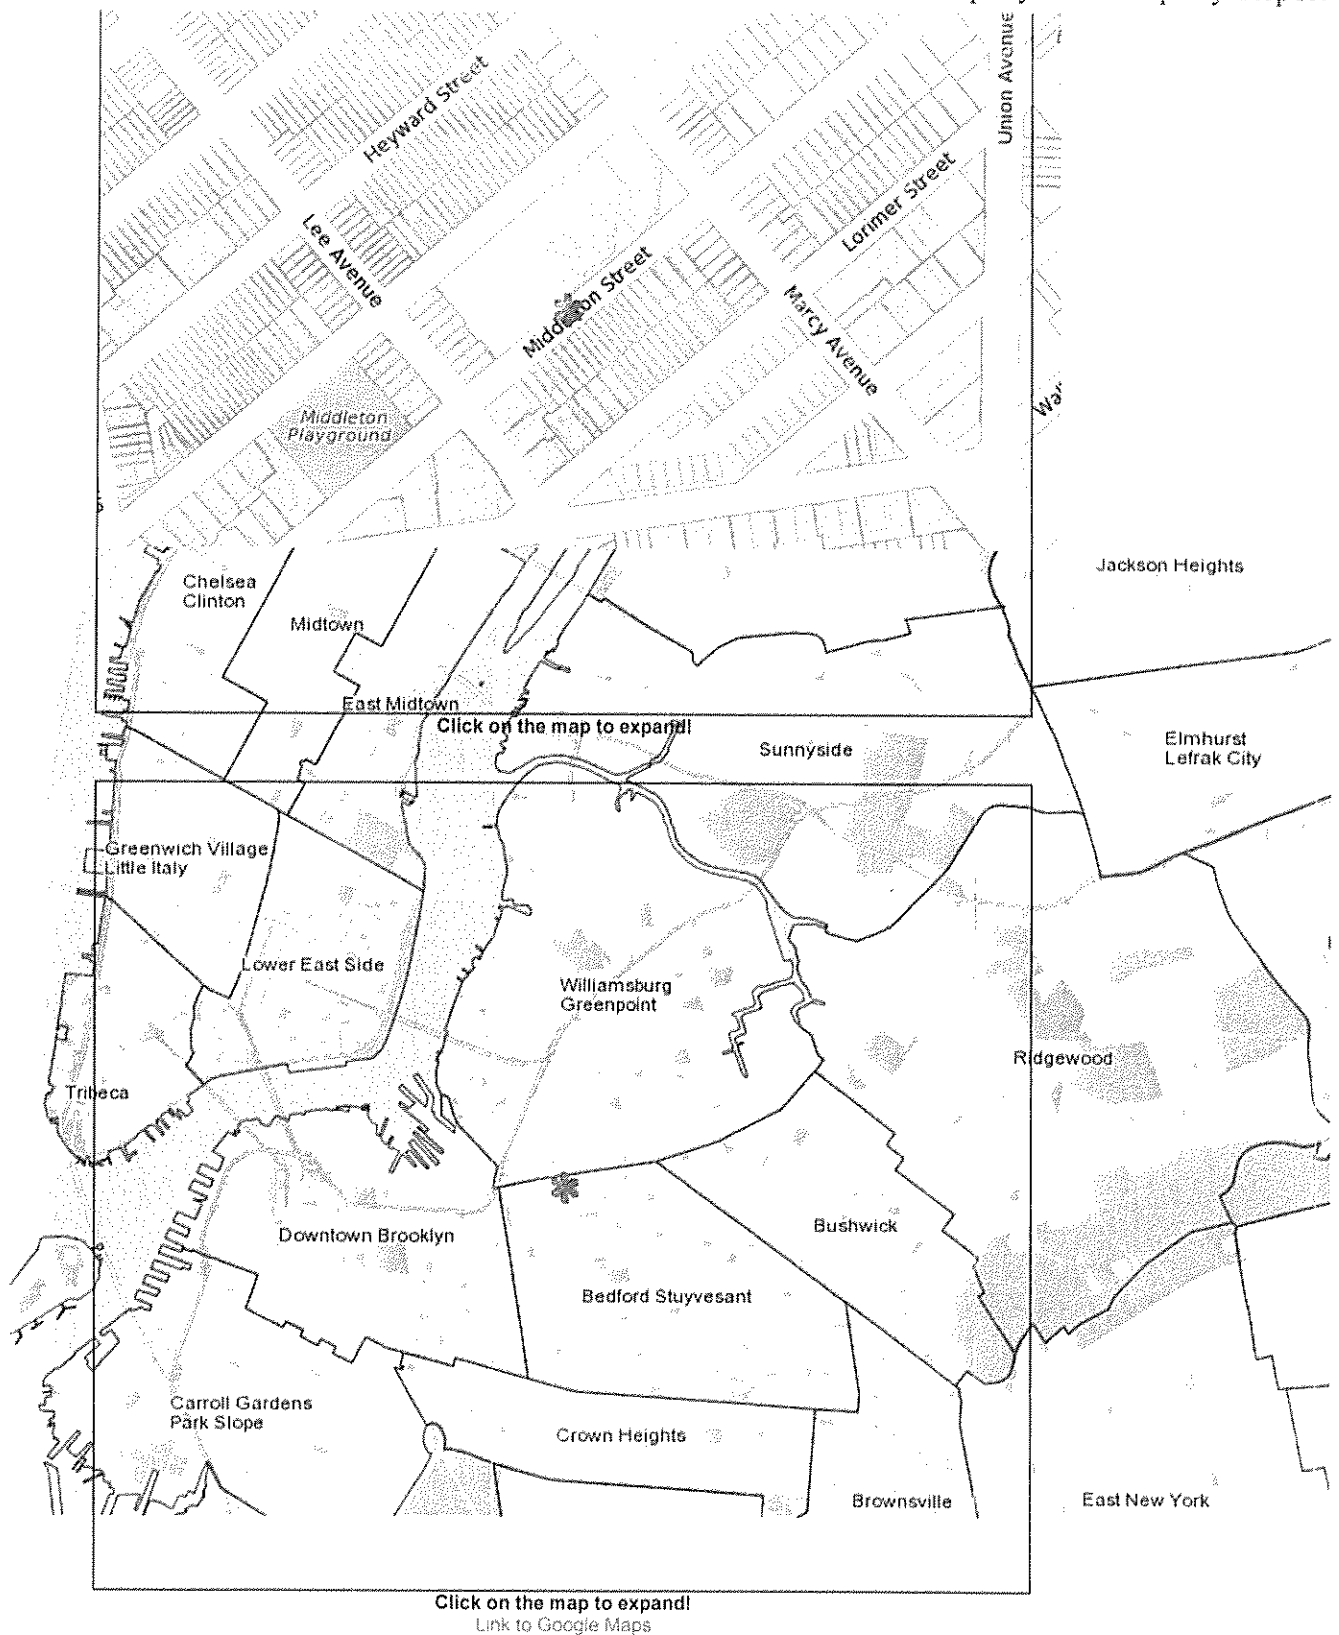 Union Avenue
Heyward Street
Lorimer Street
Lee Avenue
Middleton Street
Marcy Avenue
Middleton
Playground
Jackson Heights
Chelsea
Clinton
Midtown
East Midtown
Click on the map to expand!
Sunnyside
Elmhurst
Lefrak City
Greenwich Village
Little Italy
Lower East Side
Williamsburg
Greenpoint
Ridgewood
Tribeca
Bushwick
Downtown Brooklyn
Bedford Stuyvesant
Carroll Gardens
Park Slope
Crown Heights
Brownsville
East New York
Click on the map to expand!
Link to Google Maps